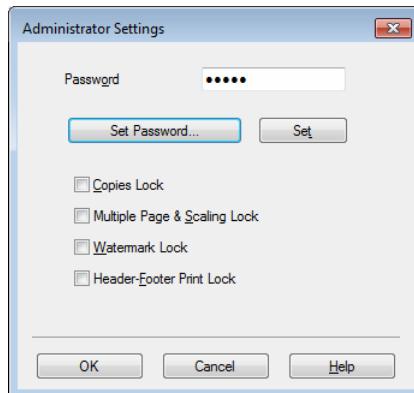 Administrator Settings
Password
•••••
Set Password...
Set
Copies Lock
Multiple Page & Scaling Lock
Watermark Lock
Header-Footer Print Lock
OK
Cancel
Help